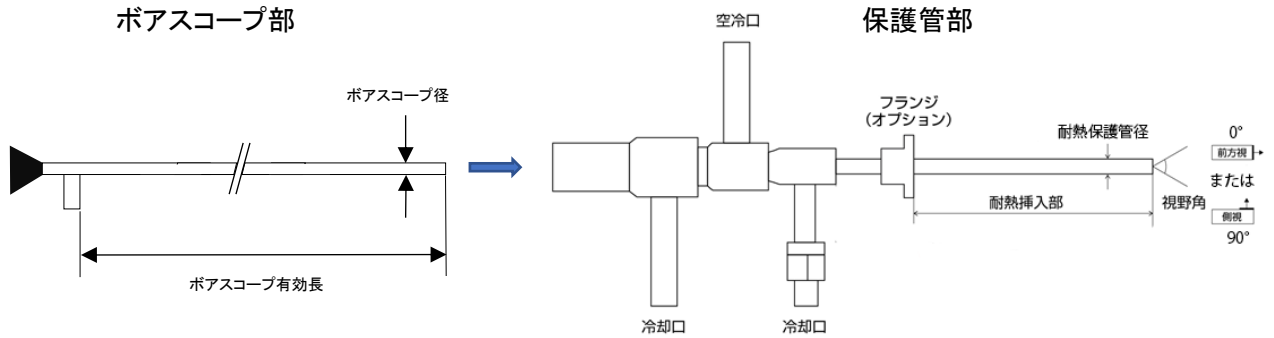 ボアスコープ部
保護管部
空冷口
ボアスコープ径
フランジ
（オプション）
耐熱保護管径
0°
前方視
または
視野角
側視
90°
耐熱挿入部
ボアスコープ有効長
冷却口
冷却口